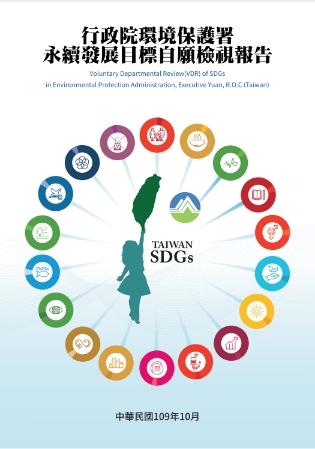 行政院環境保護署
永續發展目標自願檢視報告
Voluntary Departmental Review(VDR) of SDGs
in Environmental Protection Administration, Executive Yuan, R.O.C (Taiwan)
TAIWAN
SDGs
中華民國109年10月